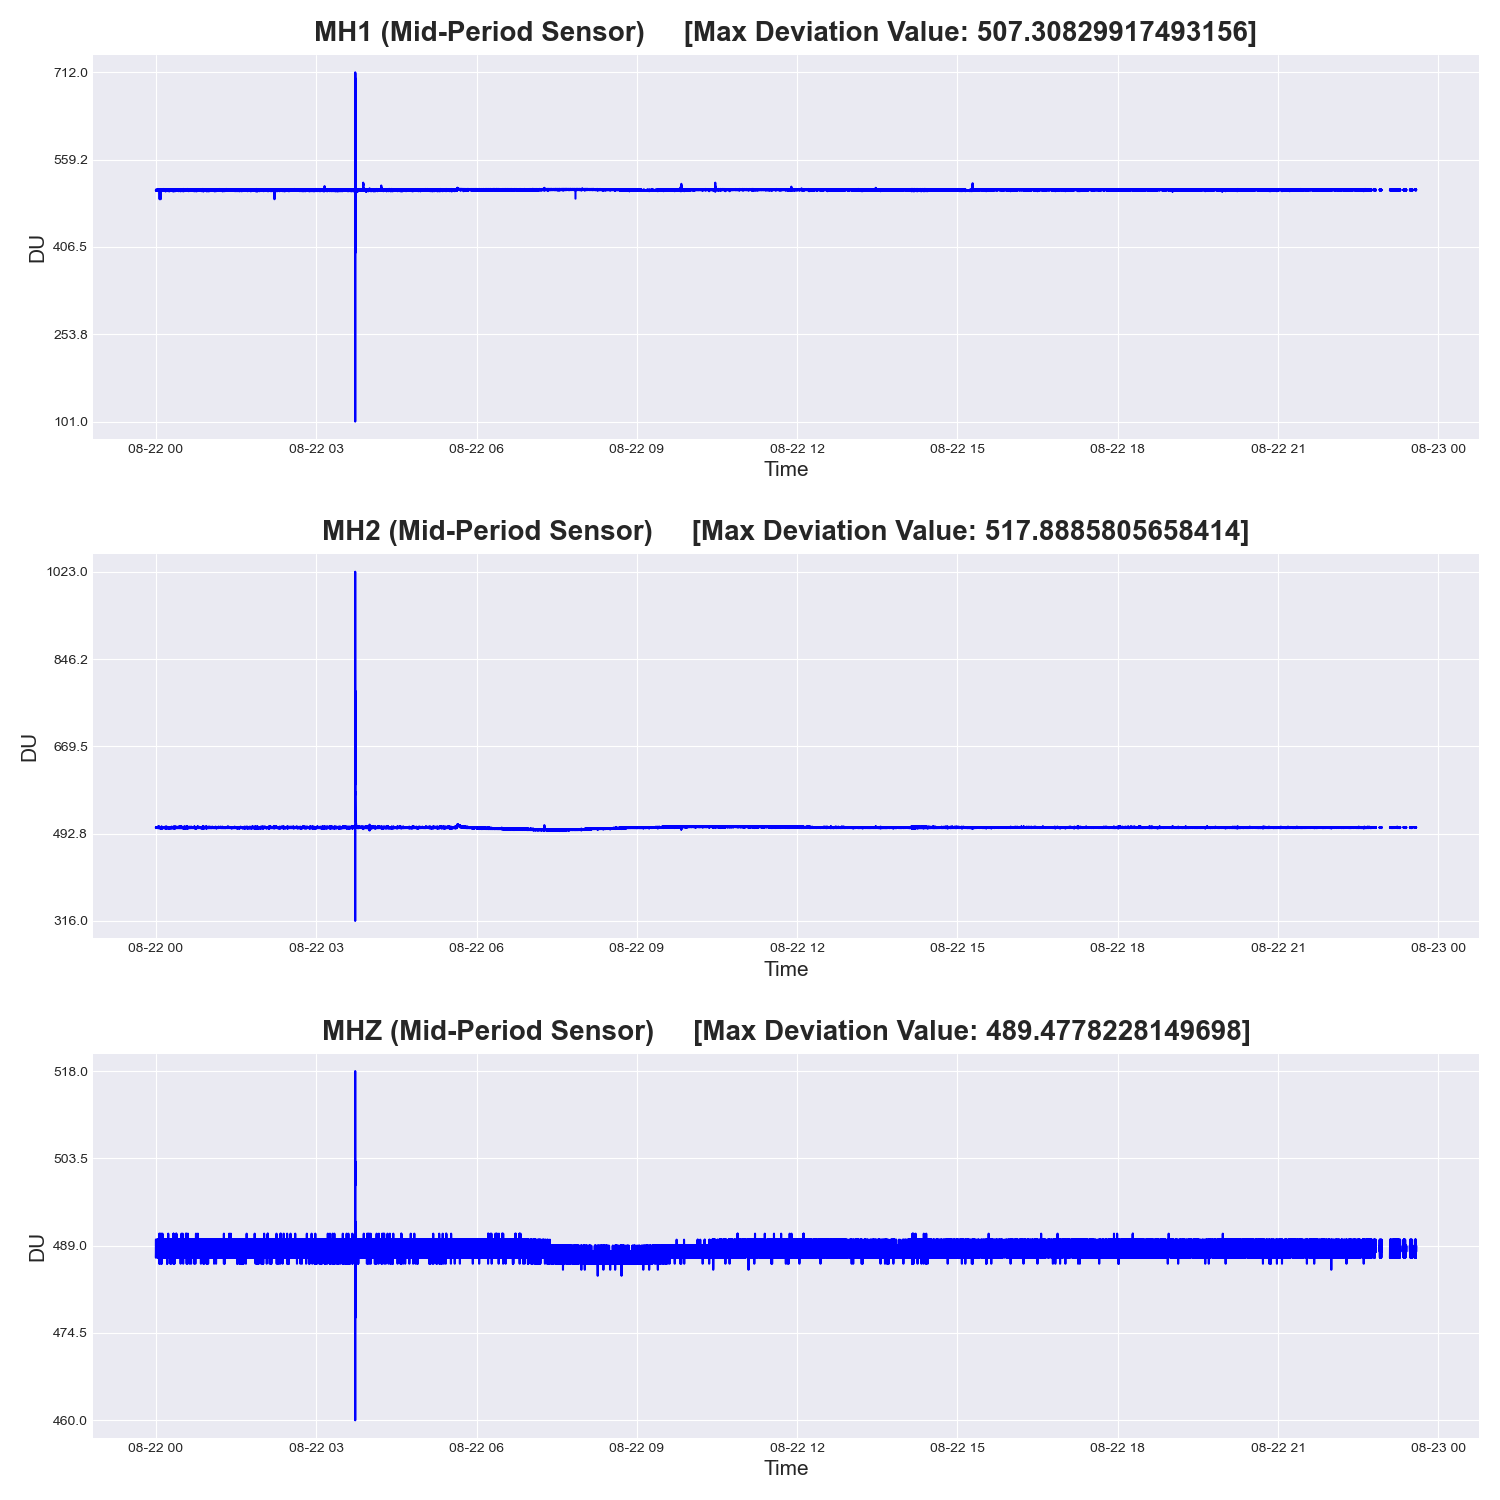 MH1 (Mid-Period Sensor) [Max Deviation Value: 507.30829917493156]
712.0
559.2
406.5
253.8
101.0
DU
08-22 00 08-22 03 08-22 06 08-22 09 08-22 12 08-22 15 08-22 18 08-22 21 08-23 00
Time
MH2 (Mid-Period Sensor) [Max Deviation Value: 517.8885805658414]
1023.0
846.2
669.5
492.8
316.0
DU
08-22 00 08-22 03 08-22 06 08-22 09 08-22 12 08-22 15 08-22 18 08-22 21 08-23 00
Time
MHZ (Mid-Period Sensor) [Max Deviation Value: 489.4778228149698]
518.0
503.5
489.0
474.5
460.0
DU
08-22 00 08-22 03 08-22 06 08-22 09 08-22 12 08-22 15 08-22 18 08-22 21 08-23 00
Time